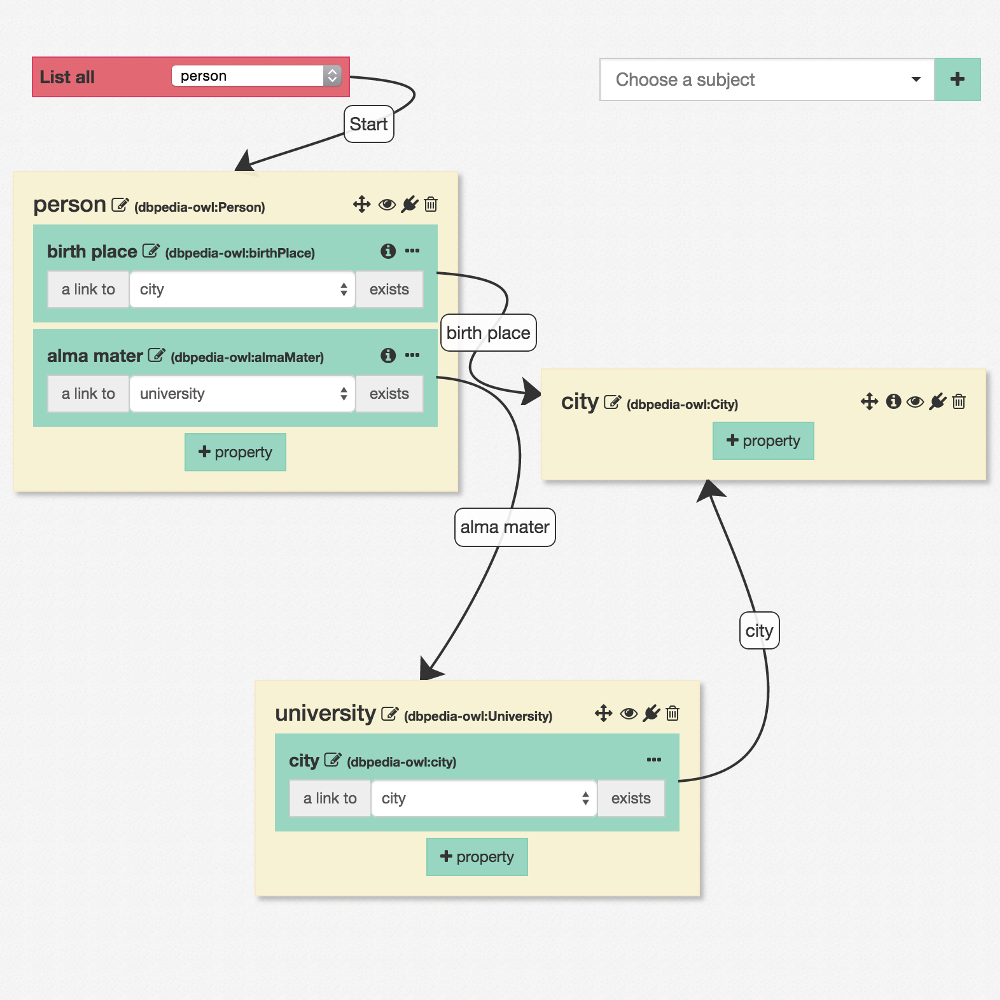 List all person
Choose a subject
Start
person (dbpedia-owl:Person)
birth place (dbpedia-owl:birthPlace)
a link to city exists
birth place
alma mater (dbpedia-owl:almaMater)
a link to university exists
+ property
city (dbpedia-owl:City)
+ property
alma mater
city
university (dbpedia-owl:University)
city (dbpedia-owl:city)
a link to city exists
+ property